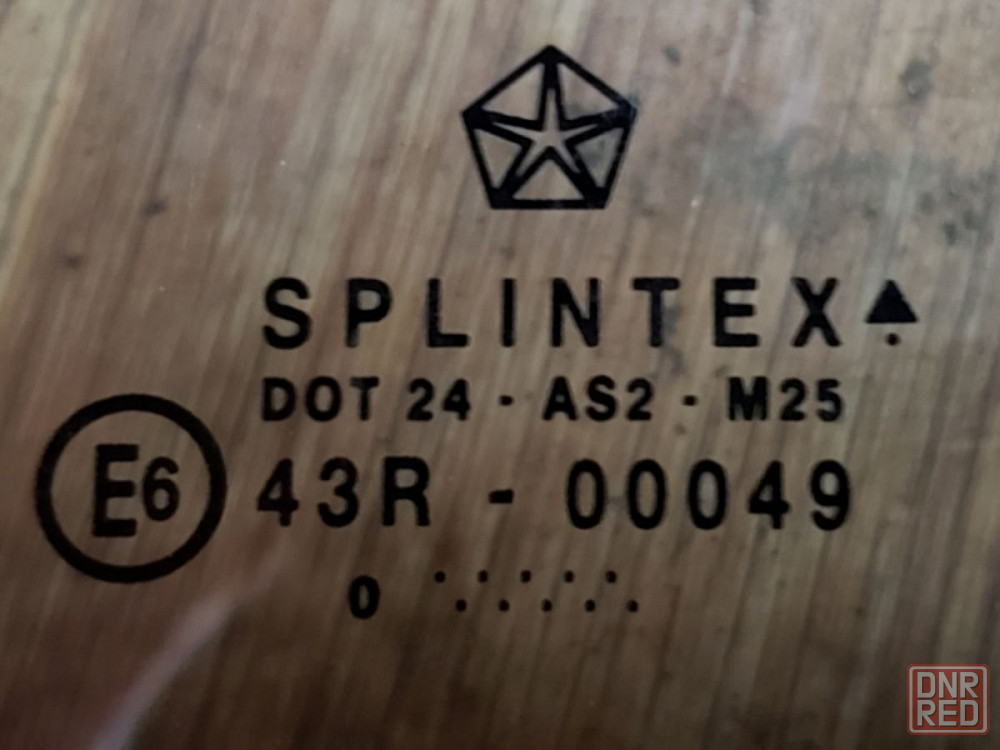 SPLINTEX
DOT 24 - AS2 - M25
E6 43R - 00049
0
DNR
RED